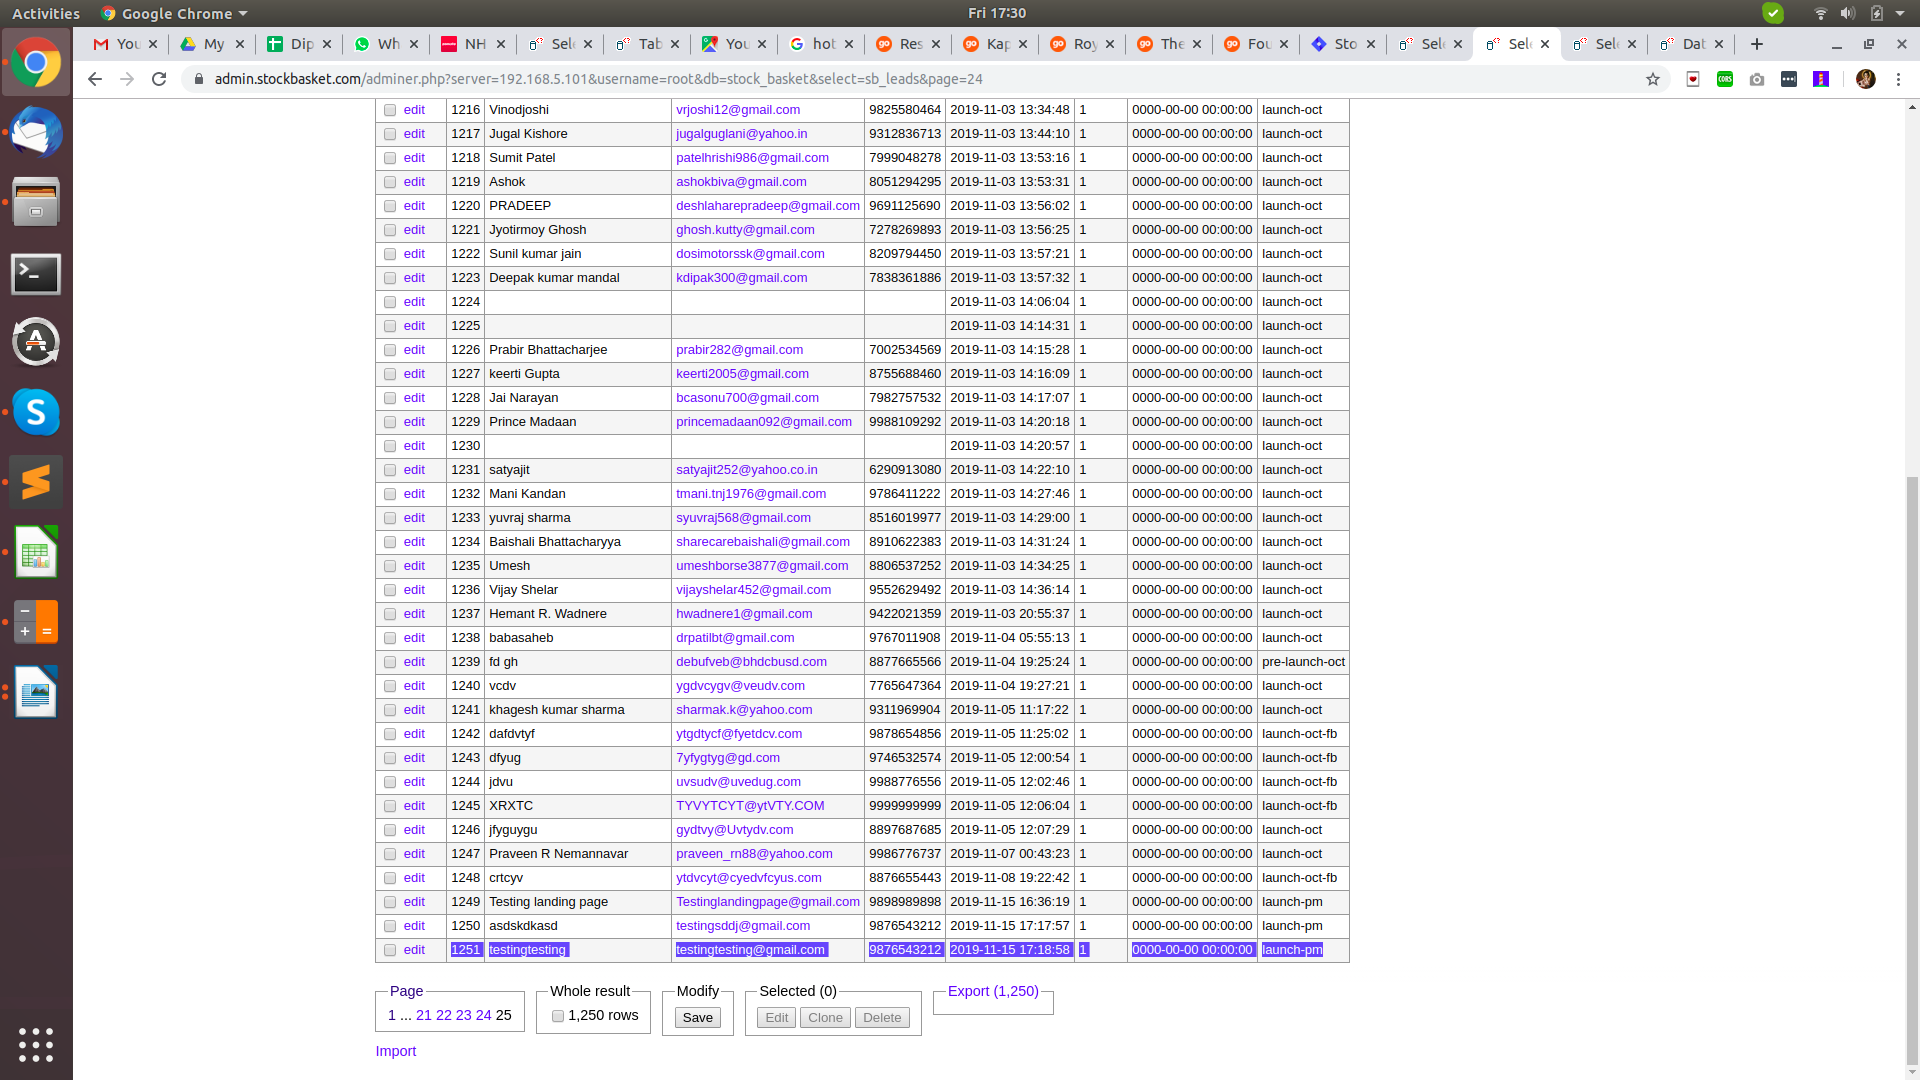 Activities Google Chrome Fri 17:30
You My Dip Wh NH Sele Tab You hot Res Kap Roy The Fou Sto Sele Sele Sele Dat
admin.stockbasket.com/adminer.php?server=192.168.5.101&username=root&db=stock_basket&select=sb_leads&page=24
edit 1216 Vinodjoshi vrjoshi12@gmail.com 9825580464 2019-11-03 13:34:48 1 0000-00-00 00:00:00 launch-oct
edit 1217 Jugal Kishore jugalguglani@yahoo.in 9312836713 2019-11-03 13:44:10 1 0000-00-00 00:00:00 launch-oct
edit 1218 Sumit Patel patelhrishi986@gmail.com 7999048278 2019-11-03 13:53:16 1 0000-00-00 00:00:00 launch-oct
edit 1219 Ashok ashokbiva@gmail.com 8051294295 2019-11-03 13:53:31 1 0000-00-00 00:00:00 launch-oct
edit 1220 PRADEEP deshlaharepradeep@gmail.com 9691125690 2019-11-03 13:56:02 1 0000-00-00 00:00:00 launch-oct
edit 1221 Jyotirmoy Ghosh ghosh.kutty@gmail.com 7278269893 2019-11-03 13:56:25 1 0000-00-00 00:00:00 launch-oct
edit 1222 Sunil kumar jain dosimotorssk@gmail.com 8209794450 2019-11-03 13:57:21 1 0000-00-00 00:00:00 launch-oct
edit 1223 Deepak kumar mandal kdipak300@gmail.com 7838361886 2019-11-03 13:57:32 1 0000-00-00 00:00:00 launch-oct
edit 1224 2019-11-03 14:06:04 1 0000-00-00 00:00:00 launch-oct
edit 1225 2019-11-03 14:14:31 1 0000-00-00 00:00:00 launch-oct
edit 1226 Prabir Bhattacharjee prabir282@gmail.com 7002534569 2019-11-03 14:15:28 1 0000-00-00 00:00:00 launch-oct
edit 1227 keerti Gupta keerti2005@gmail.com 8755688460 2019-11-03 14:16:09 1 0000-00-00 00:00:00 launch-oct
edit 1228 Jai Narayan bcasonu700@gmail.com 7982757532 2019-11-03 14:17:07 1 0000-00-00 00:00:00 launch-oct
edit 1229 Prince Madaan princemadaan092@gmail.com 9988109292 2019-11-03 14:20:18 1 0000-00-00 00:00:00 launch-oct
edit 1230 2019-11-03 14:20:57 1 0000-00-00 00:00:00 launch-oct
edit 1231 satyajit satyajit252@yahoo.co.in 6290913080 2019-11-03 14:22:10 1 0000-00-00 00:00:00 launch-oct
edit 1232 Mani Kandan tmani.tnj1976@gmail.com 9786411222 2019-11-03 14:27:46 1 0000-00-00 00:00:00 launch-oct
edit 1233 yuvraj sharma syuvraj568@gmail.com 8516019977 2019-11-03 14:29:00 1 0000-00-00 00:00:00 launch-oct
edit 1234 Baishali Bhattacharyya sharecarebaishali@gmail.com 8910622383 2019-11-03 14:31:24 1 0000-00-00 00:00:00 launch-oct
edit 1235 Umesh umeshborse3877@gmail.com 8806537252 2019-11-03 14:34:25 1 0000-00-00 00:00:00 launch-oct
edit 1236 Vijay Shelar vijayshelar452@gmail.com 9552629492 2019-11-03 14:36:14 1 0000-00-00 00:00:00 launch-oct
edit 1237 Hemant R. Wadnere hwadnere1@gmail.com 9422021359 2019-11-03 20:55:37 1 0000-00-00 00:00:00 launch-oct
edit 1238 babasaheb drpatilbt@gmail.com 9767011908 2019-11-04 05:55:13 1 0000-00-00 00:00:00 launch-oct
edit 1239 fd gh debufveb@bhdcbusd.com 8877665566 2019-11-04 19:25:24 1 0000-00-00 00:00:00 pre-launch-oct
edit 1240 vcdv ygdvcygv@veudv.com 7765647364 2019-11-04 19:27:21 1 0000-00-00 00:00:00 launch-oct
edit 1241 khagesh kumar sharma sharmak.k@yahoo.com 9311969904 2019-11-05 11:17:22 1 0000-00-00 00:00:00 launch-oct
edit 1242 dafdvtyf ytgdtycf@fyetdcv.com 9878654856 2019-11-05 11:25:02 1 0000-00-00 00:00:00 launch-oct-fb
edit 1243 dfyug 7yfygtyg@gd.com 9746532574 2019-11-05 12:00:54 1 0000-00-00 00:00:00 launch-oct-fb
edit 1244 jdvu uvsudv@uvedug.com 9988776556 2019-11-05 12:02:46 1 0000-00-00 00:00:00 launch-oct-fb
edit 1245 XRXTC TYVYTCYT@ytVTY.COM 9999999999 2019-11-05 12:06:04 1 0000-00-00 00:00:00 launch-oct-fb
edit 1246 jfyguygu gydtvy@Uvtydv.com 8897687685 2019-11-05 12:07:29 1 0000-00-00 00:00:00 launch-oct
edit 1247 Praveen R Nemannavar praveen_rn88@yahoo.com 9986776737 2019-11-07 00:43:23 1 0000-00-00 00:00:00 launch-oct
edit 1248 crtcyv ytdvcyt@cyedvfcyus.com 8876655443 2019-11-08 19:22:42 1 0000-00-00 00:00:00 launch-oct-fb
edit 1249 Testing landing page Testinglandingpage@gmail.com 9898989898 2019-11-15 16:36:19 1 0000-00-00 00:00:00 launch-pm
edit 1250 asdskdkasd testingsddj@gmail.com 9876543212 2019-11-15 17:17:57 1 0000-00-00 00:00:00 launch-pm
edit 1251 testingtesting testingtesting@gmail.com 9876543212 2019-11-15 17:18:58 1 0000-00-00 00:00:00 launch-pm
Page Whole result Modify Selected (0) Export (1,250)
1 ... 21 22 23 24 25 1,250 rows Save Edit Clone Delete
Import